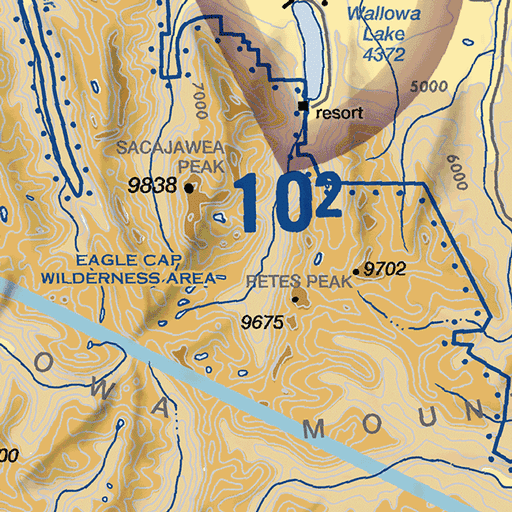 Wallowa
Lake
4372
5000
7000
resort
SACAJAWEA
PEAK
9838
6000
10²
EAGLE CAP
WILDERNESS AREA
9702
PETES PEAK
9675
OWA MOUN
00